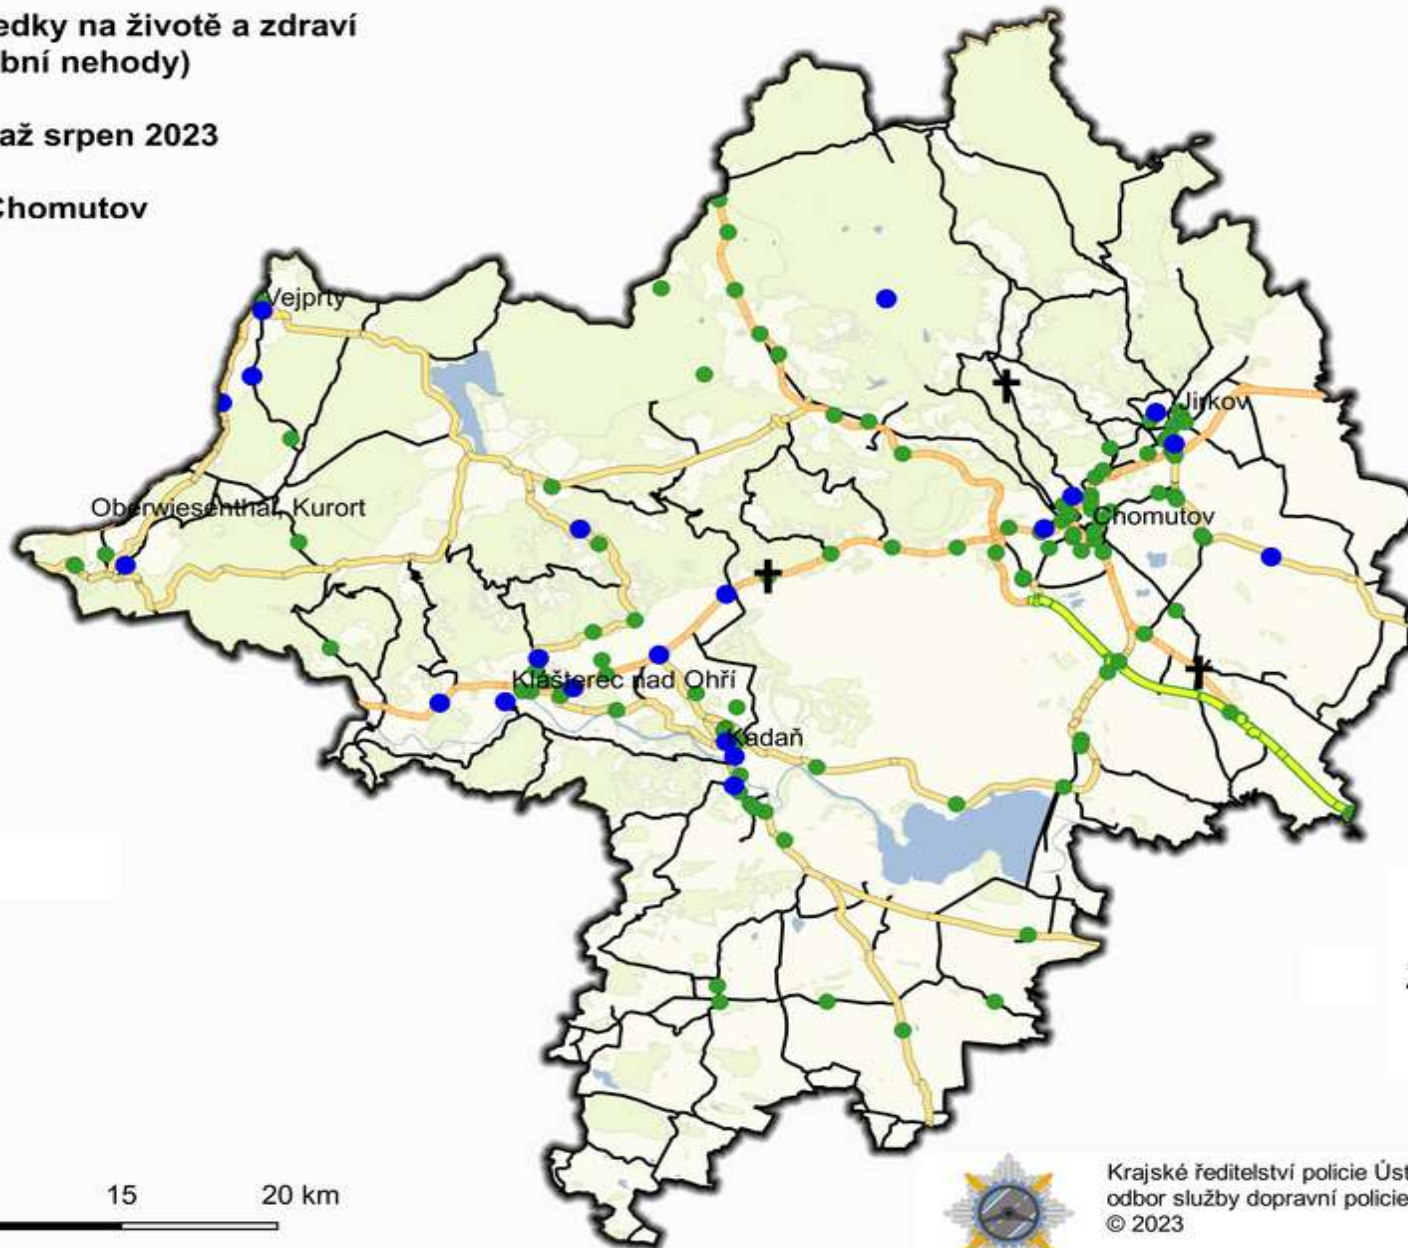 edky na životě a zdraví
bní nehody)
až srpen 2023
Chomutov
Vejprty
Jirkov
Oberwiesenthal, Kurort
Chomutov
Klášterec nad Ohří
Kadaň
15 20 km
Krajské ředitelství policie Úst
odbor služby dopravní policie
© 2023